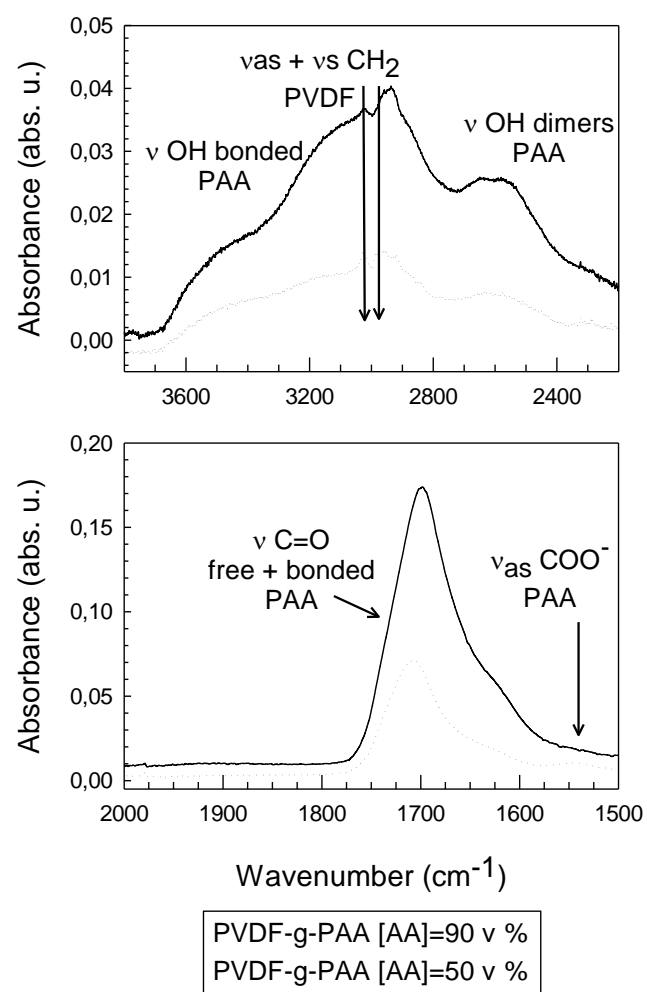 0,05
0,04
0,03
0,02
0,01
0,00
Absorbance (abs. u.)
νas + νs CH2
PVDF
ν OH bonded
PAA
ν OH dimers
PAA
3600 3200 2800 2400
0,20
0,15
0,10
0,05
0,00
Absorbance (abs. u.)
ν C=O
free + bonded
PAA
νas COO-
PAA
2000 1900 1800 1700 1600 1500
Wavenumber (cm-1)
PVDF-g-PAA [AA]=90 v %
PVDF-g-PAA [AA]=50 v %